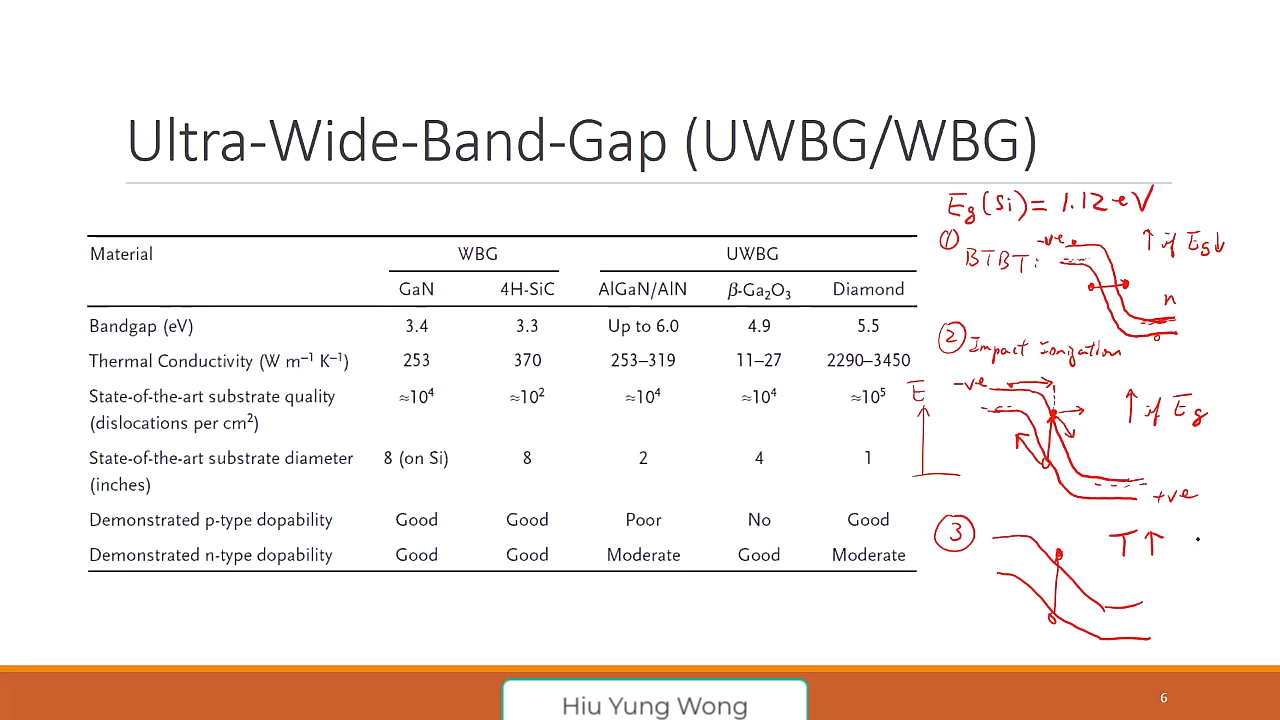 Ultra-Wide-Band-Gap (UWBG/WBG)
Material WBG UWBG
GaN 4H-SiC AlGaN/AlN β-Ga₂O₃ Diamond
Bandgap (eV) 3.4 3.3 Up to 6.0 4.9 5.5
Thermal Conductivity (W m⁻¹ K⁻¹) 253 370 253–319 11–27 2290–3450
State-of-the-art substrate quality ≈10⁴ ≈10² ≈10⁴ ≈10⁴ ≈10⁵
(dislocations per cm²)
State-of-the-art substrate diameter 8 (on Si) 8 2 4 1
(inches)
Demonstrated p-type dopability Good Good Poor No Good
Demonstrated n-type dopability Good Good Moderate Good Moderate
Eg (Si) = 1.12 eV
① BTBT: -ve ↑ if Eg↓
n
② Impact Ionization
E -ve ↑ if Eg
+ve
③ T↑
Hiu Yung Wong
6